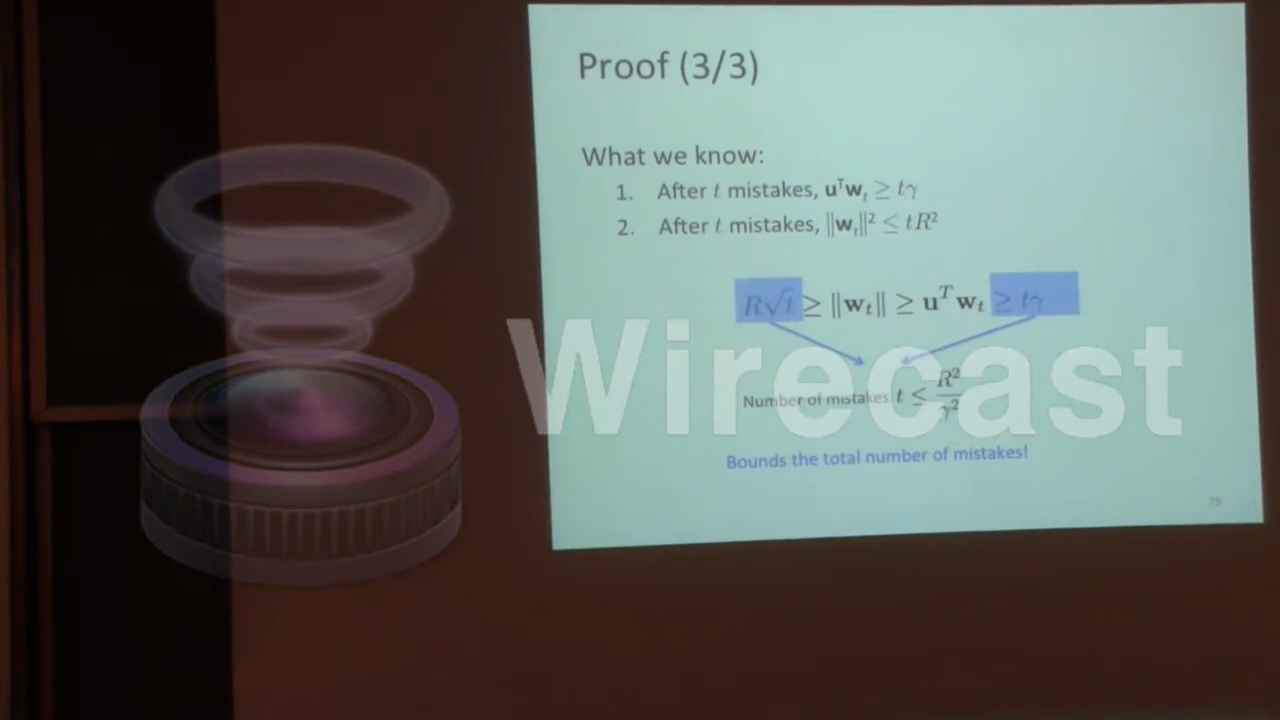 Proof (3/3)
What we know:
1. After t mistakes, uᵀwₜ ≥ tγ
2. After t mistakes, ‖wₜ‖² ≤ tR²
R√t ≥ ‖wₜ‖ ≥ uᵀwₜ ≥ tγ
Wirecast
Number of mistakes t ≤ R²/γ²
Bounds the total number of mistakes!
75